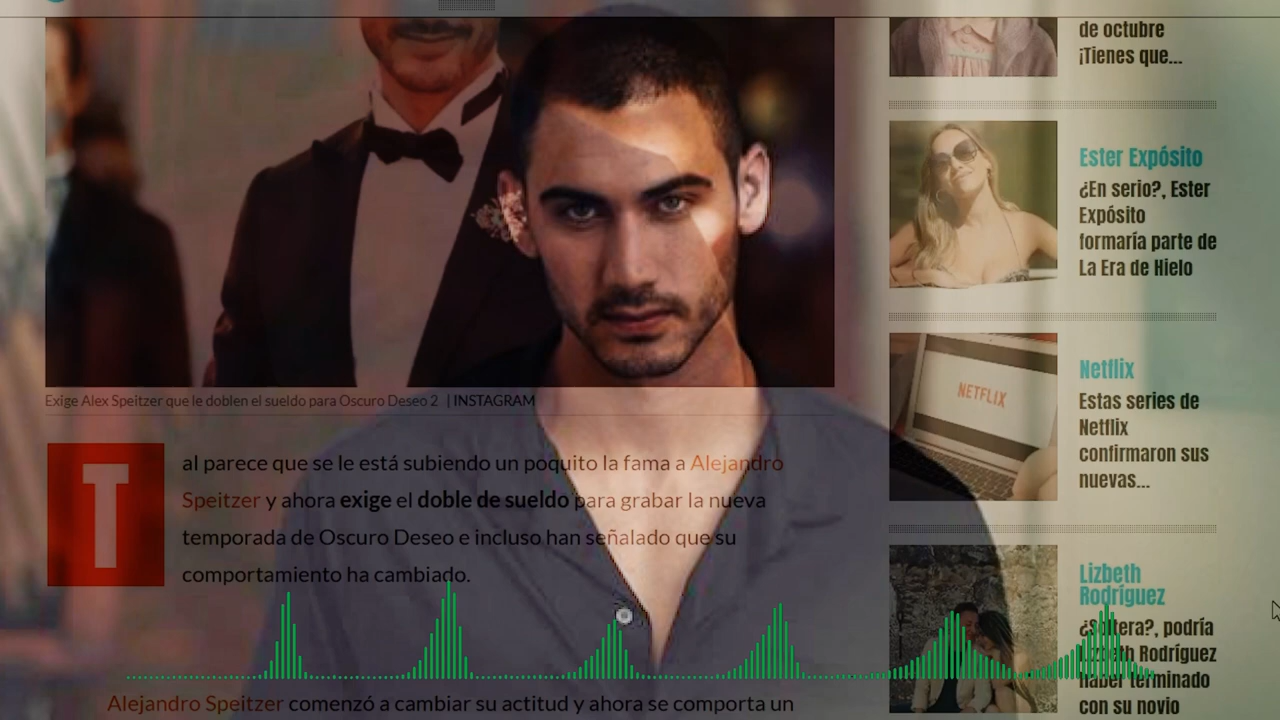 Exige Alex Speitzer que le doblen el sueldo para Oscuro Deseo 2 | INSTAGRAM
Tal parece que se le está subiendo un poquito la fama a Alejandro
Speitzer y ahora exige el doble de sueldo para grabar la nueva
temporada de Oscuro Deseo e incluso han señalado que su
comportamiento ha cambiado.
Alejandro Speitzer comenzó a cambiar su actitud y ahora se comporta un
de octubre
¡Tienes que...
Ester Expósito
¿En serio?, Ester
Expósito
formaría parte de
La Era de Hielo
NETFLIX
Netflix
Estas series de
Netflix
confirmaron sus
nuevas...
Lizbeth
Rodríguez
¿Soltera?, podría
Lizbeth Rodríguez
haber terminado
con su novio